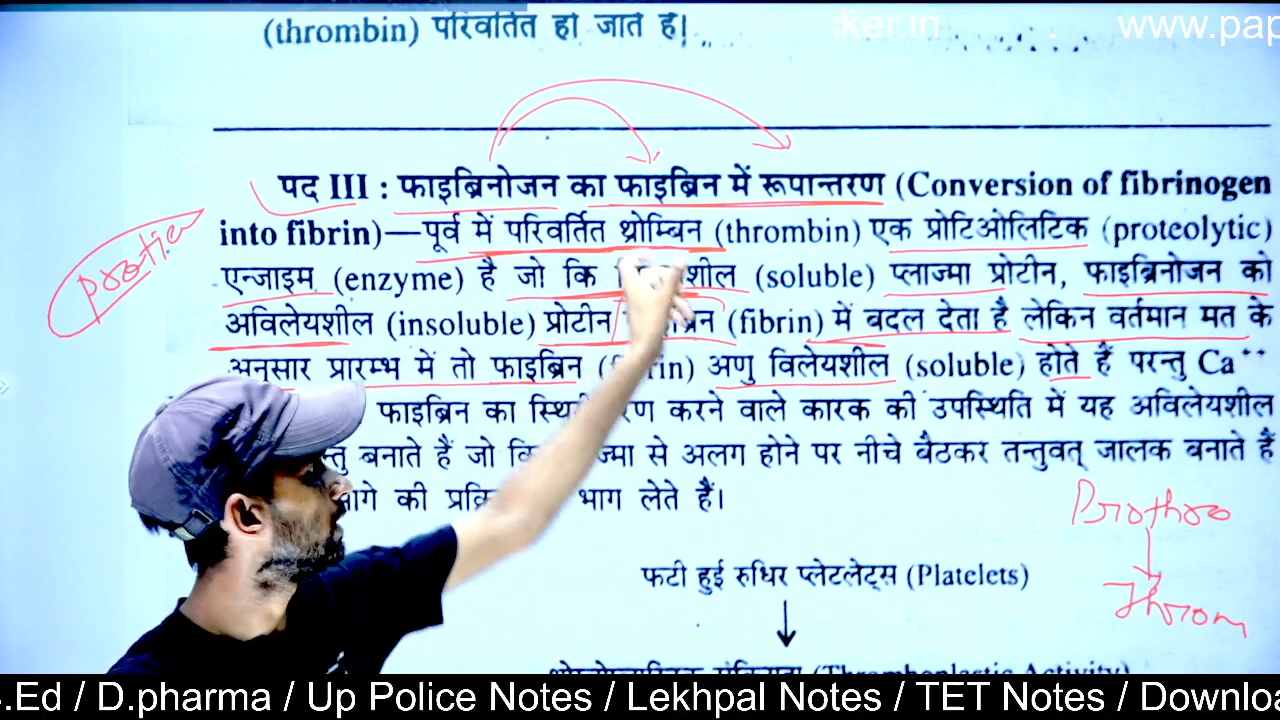 (thrombin) परिवर्तित हो जाते हैं।
ker.in
www.pap
पद III : फाइब्रिनोजन का फाइब्रिन में रूपान्तरण (Conversion of fibrinogen
into fibrin)—पूर्व में परिवर्तित थ्रोम्बिन (thrombin) एक प्रोटिओलिटिक (proteolytic)
एन्जाइम (enzyme) है जो कि (soluble) प्लाज्मा प्रोटीन, फाइब्रिनोजन को
अविलेयशील (insoluble) प्रोटीन (fibrin) में बदल देता है लेकिन वर्तमान मत के
अनुसार प्रारम्भ में तो फाइब्रिन अणु विलेयशील (soluble) होते हैं परन्तु Ca⁺⁺
फाइब्रिन का करने वाले कारक की उपस्थिति में यह अविलेयशील
बनाते हैं जो से अलग होने पर नीचे बैठकर तन्तुवत् जालक बनाते हैं
की भाग लेते हैं।
Prothro
Throm
फटी हुई रुधिर प्लेटलेट्स (Platelets)
.Ed / D.pharma / Up Police Notes / Lekhpal Notes / TET Notes / Downloa